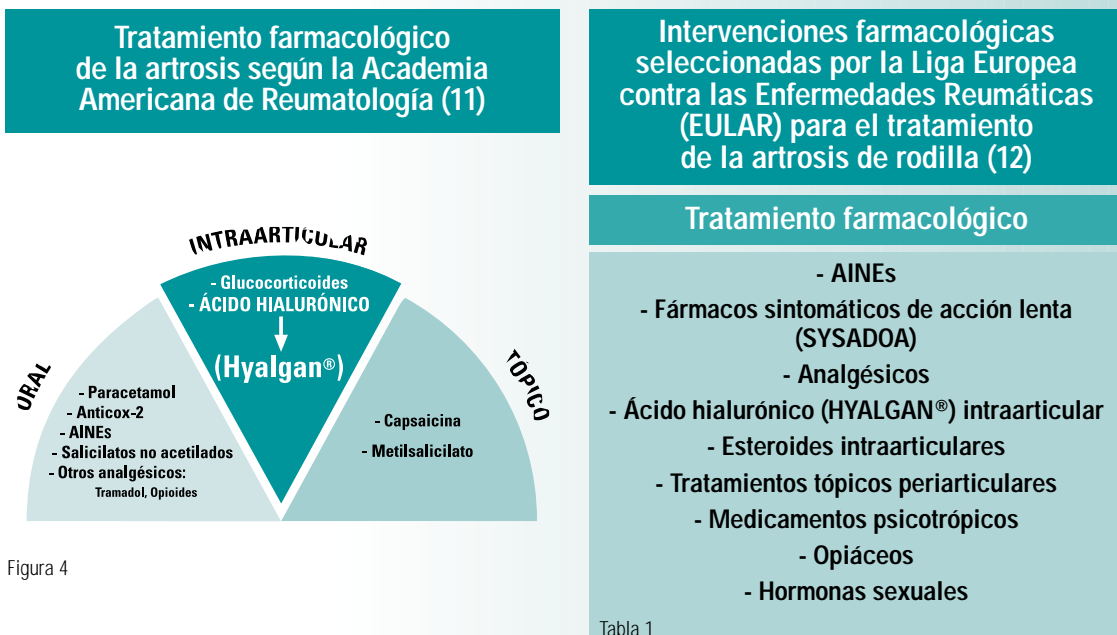 Tratamiento farmacológico
de la artrosis según la Academia
Americana de Reumatología (11)
INTRAARTICULAR
- Glucocorticoides
- ÁCIDO HIALURÓNICO
(Hyalgan®)
ORAL
- Paracetamol
- Anticox-2
- AINEs
- Salicilatos no acetilados
- Otros analgésicos:
Tramadol, Opioides
TÓPICO
- Capsaicina
- Metilsalicilato
Figura 4
Intervenciones farmacológicas
seleccionadas por la Liga Europea
contra las Enfermedades Reumáticas
(EULAR) para el tratamiento
de la artrosis de rodilla (12)
Tratamiento farmacológico
- AINEs
- Fármacos sintomáticos de acción lenta
(SYSADOA)
- Analgésicos
- Ácido hialurónico (HYALGAN®) intraarticular
- Esteroides intraarticulares
- Tratamientos tópicos periarticulares
- Medicamentos psicotrópicos
- Opiáceos
- Hormonas sexuales
Tabla 1